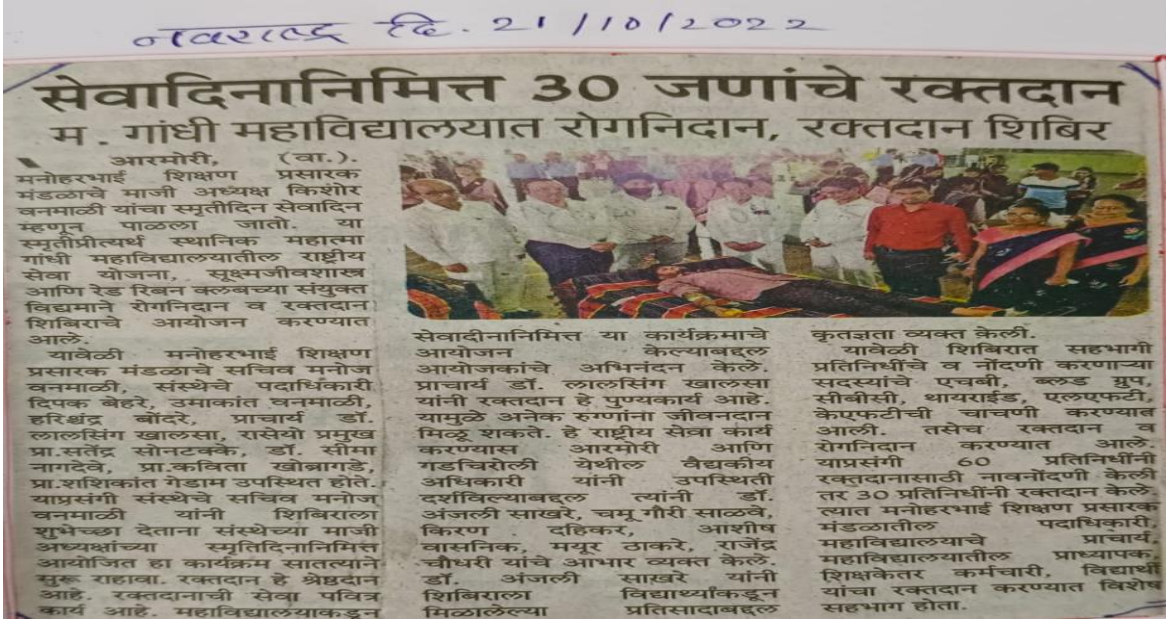 नवराष्ट्र दि. 21/10/2022
सेवादिनानिमित्त 30 जणांचे रक्तदान
म. गांधी महाविद्यालयात रोगनिदान, रक्तदान शिबिर
आरमोरी, (वा.).
मनोहरभाई शिक्षण प्रसारक
मंडळाचे माजी अध्यक्ष किशोर
वनमाळी यांचा स्मृतीदिन सेवादिन
म्हणून पाळला जातो. या
स्मृतीप्रीत्यर्थ स्थानिक महात्मा
गांधी महाविद्यालयातील राष्ट्रीय
सेवा योजना, सूक्ष्मजीवशास्त्र
आणि रेड रिबन क्लबच्या संयुक्त
विद्यमाने रोगनिदान व रक्तदान
शिबिराचे आयोजन करण्यात
आले.
यावेळी मनोहरभाई शिक्षण
प्रसारक मंडळाचे सचिव मनोज
वनमाळी, संस्थेचे पदाधिकारी
दिपक बेहरे, उमाकांत वनमाळी,
हरिश्चंद्र बोंदरे, प्राचार्य डॉ.
लालसिंग खालसा, रासेयो प्रमुख
प्रा.सतेंद्र सोनटक्के, डॉ. सीमा
नागदेवे, प्रा.कविता खोब्रागडे,
प्रा.शशिकांत गेडाम उपस्थित होते.
याप्रसंगी संस्थेचे सचिव मनोज
वनमाळी यांनी शिबिराला
शुभेच्छा देताना संस्थेच्या माजी
अध्यक्षांच्या स्मृतिदिनानिमित्त
आयोजित हा कार्यक्रम सातत्याने
सुरू राहावा. रक्तदान हे श्रेष्ठदान
आहे. रक्तदानाची सेवा पवित्र
कार्य आहे. महाविद्यालयाकडून
सेवादीनानिमित्त या कार्यक्रमाचे
आयोजन केल्याबद्दल
आयोजकांचे अभिनंदन केले.
प्राचार्य डॉ. लालसिंग खालसा
यांनी रक्तदान हे पुण्यकार्य आहे.
यामुळे अनेक रुग्णांना जीवनदान
मिळू शकते. हे राष्ट्रीय सेवा कार्य
करण्यास आरमोरी आणि
गडचिरोली येथील वैद्यकीय
अधिकारी यांनी उपस्थिती
दर्शविल्याबद्दल त्यांनी डॉ.
अंजली साखरे, चमू गौरी साळवे,
किरण दहिकर, आशीष
वासनिक, मयूर ठाकरे, राजेंद्र
चौधरी यांचे आभार व्यक्त केले.
डॉ. अंजली साखरे यांनी
शिबिराला विद्यार्थ्यांकडून
मिळालेल्या प्रतिसादाबद्दल
कृतज्ञता व्यक्त केली.
यावेळी शिबिरात सहभागी
प्रतिनिधींचे व नोंदणी करणाऱ्या
सदस्यांचे एचबी, ब्लड ग्रुप,
सीबीसी, थायराईड, एलएफटी,
केएफटीची चाचणी करण्यात
आली. तसेच रक्तदान व
रोगनिदान करण्यात आले.
याप्रसंगी 60 प्रतिनिधींनी
रक्तदानासाठी नावनोंदणी केली
तर 30 प्रतिनिधींनी रक्तदान केले.
त्यात मनोहरभाई शिक्षण प्रसारक
मंडळातील पदाधिकारी,
महाविद्यालयाचे प्राचार्य,
महाविद्यालयातील प्राध्यापक,
शिक्षकेतर कर्मचारी, विद्यार्थी
यांचा रक्तदान करण्यात विशेष
सहभाग होता.